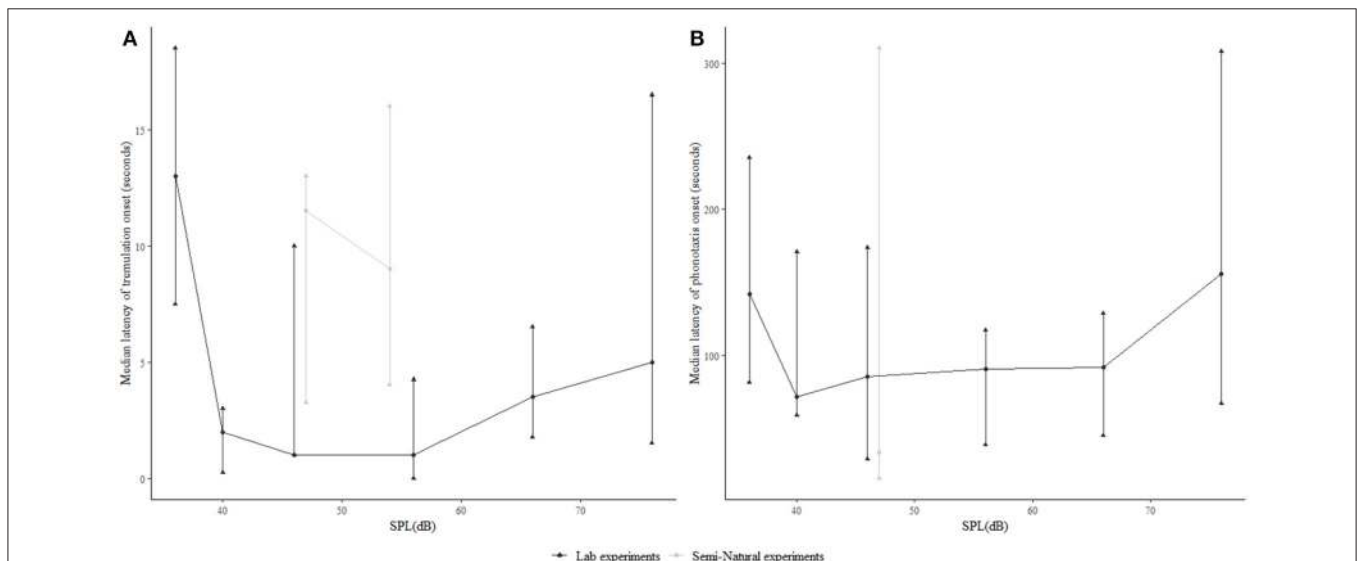 A
Median latency of tremulation onset (seconds)
15
10
5
0
40
50
60
70
SPL(dB)
B
Median latency of phonotaxis onset (seconds)
300
200
100
40
50
60
70
SPL(dB)
Lab experiments Semi-Natural experiments